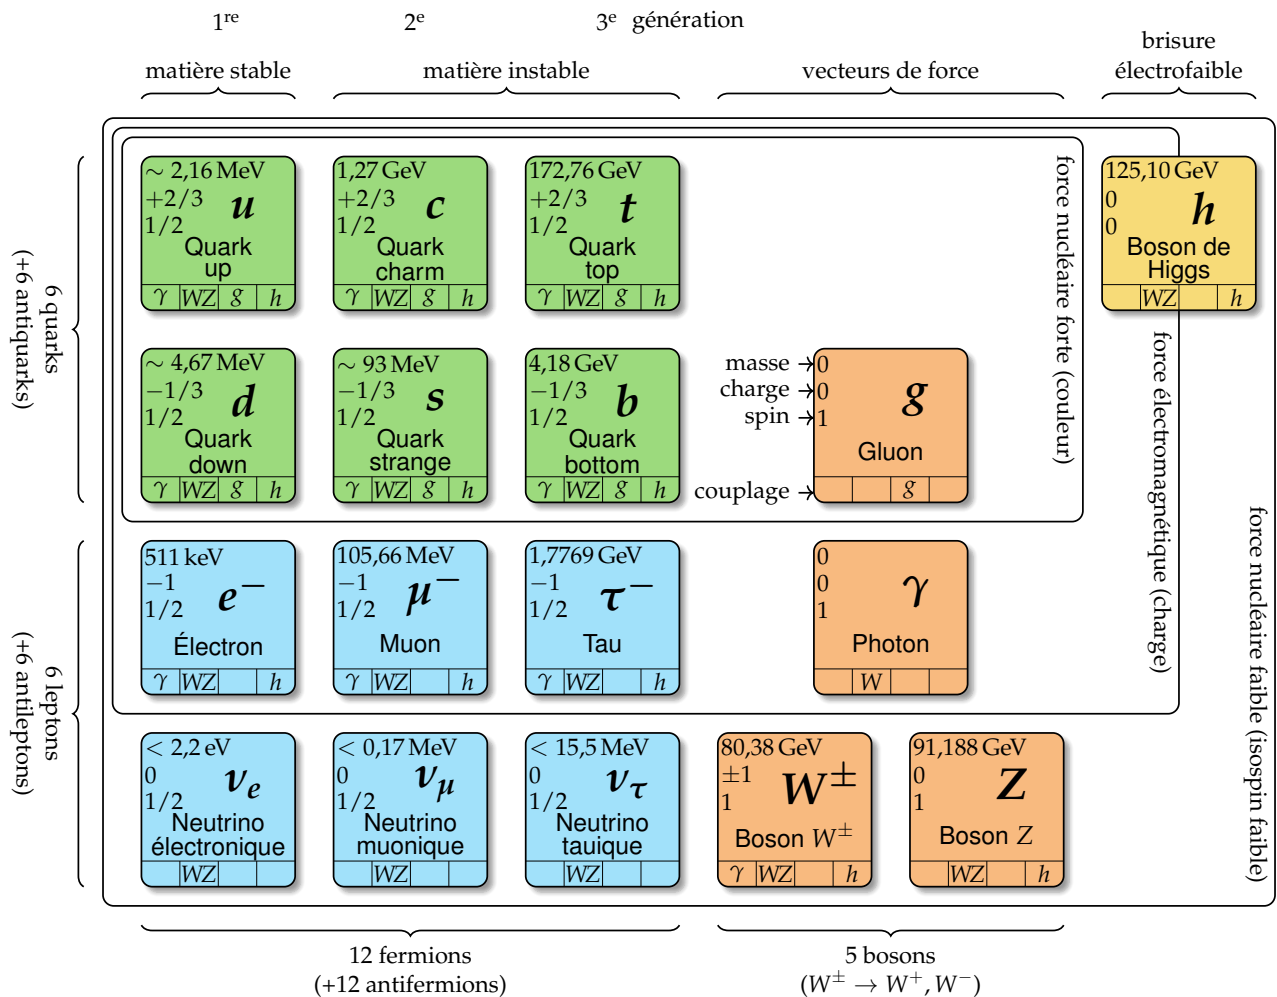 1re 2e 3e génération
matière stable
matière instable
vecteurs de force
brisure
électrofaible
6 quarks
(+6 antiquarks)
∼ 2,16 MeV
+2/3
1/2
u
Quark
up
γ WZ g h
1,27 GeV
+2/3
1/2
c
Quark
charm
γ WZ g h
172,76 GeV
+2/3
1/2
t
Quark
top
γ WZ g h
force nucléaire forte (couleur)
125,10 GeV
0
0
h
Boson de
Higgs
WZ h
∼ 4,67 MeV
−1/3
1/2
d
Quark
down
γ WZ g h
∼ 93 MeV
−1/3
1/2
s
Quark
strange
γ WZ g h
4,18 GeV
−1/3
1/2
b
Quark
bottom
γ WZ g h
masse
charge
spin
couplage
0
0
1
g
Gluon
g
force électromagnétique (charge)
force nucléaire faible (isospin faible)
6 leptons
(+6 antileptons)
511 keV
−1
1/2
e−
Électron
γ WZ h
105,66 MeV
−1
1/2
μ−
Muon
γ WZ h
1,7769 GeV
−1
1/2
τ−
Tau
γ WZ h
0
0
1
γ
Photon
W
< 2,2 eV
0
1/2
νe
Neutrino
électronique
WZ
< 0,17 MeV
0
1/2
νμ
Neutrino
muonique
WZ
< 15,5 MeV
0
1/2
ντ
Neutrino
tauique
WZ
80,38 GeV
±1
1
W±
Boson W±
γ WZ h
91,188 GeV
0
1
Z
Boson Z
WZ h
12 fermions
(+12 antifermions)
5 bosons
(W± → W+, W−)